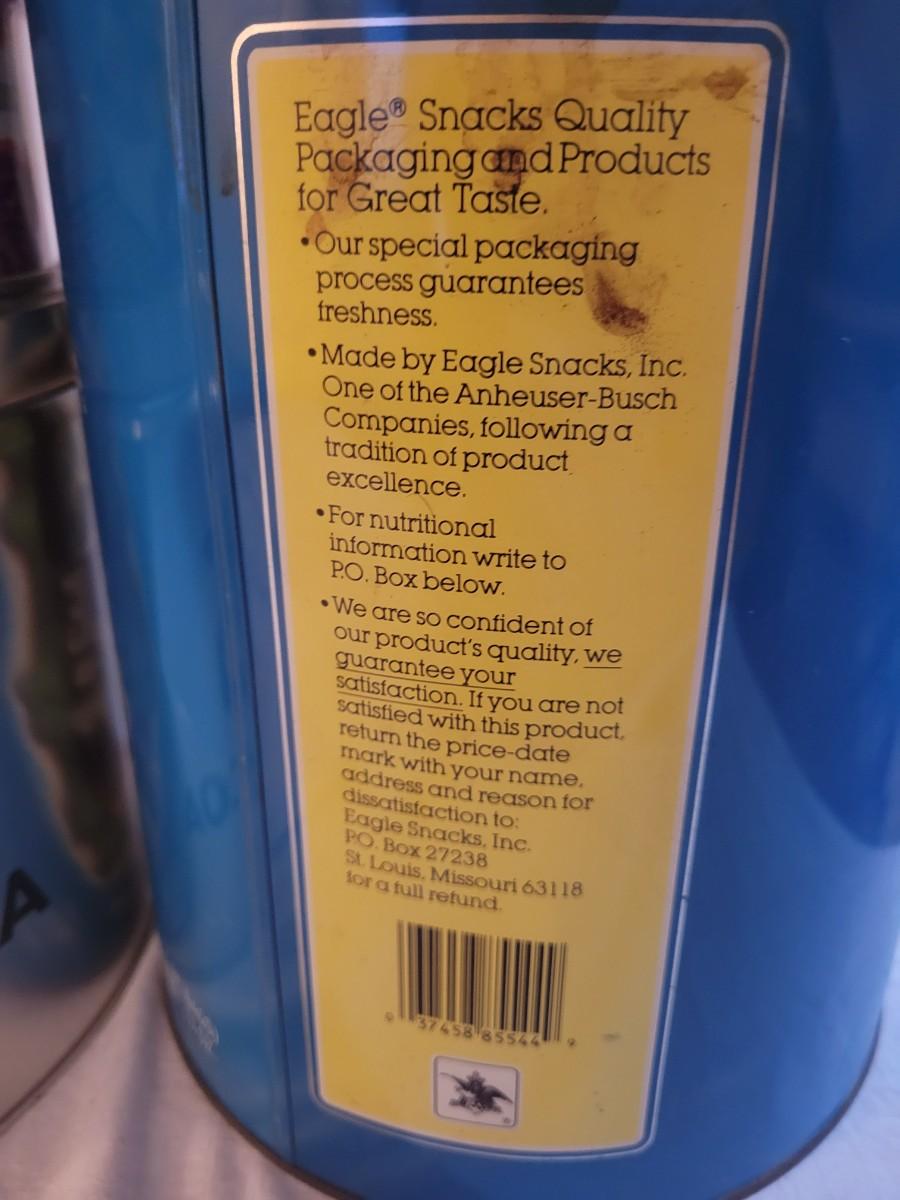 Eagle® Snacks Quality
Packaging and Products
for Great Taste.
• Our special packaging
process guarantees
freshness.
• Made by Eagle Snacks, Inc.
One of the Anheuser-Busch
Companies, following a
tradition of product
excellence.
• For nutritional
information write to
P.O. Box below.
• We are so confident of
our product's quality, we
guarantee your
satisfaction. If you are not
satisfied with this product,
return the price-date
mark with your name,
address and reason for
dissatisfaction to:
Eagle Snacks, Inc.
P.O. Box 27238
St. Louis, Missouri 63118
for a full refund.
0 37458 85544 9
A